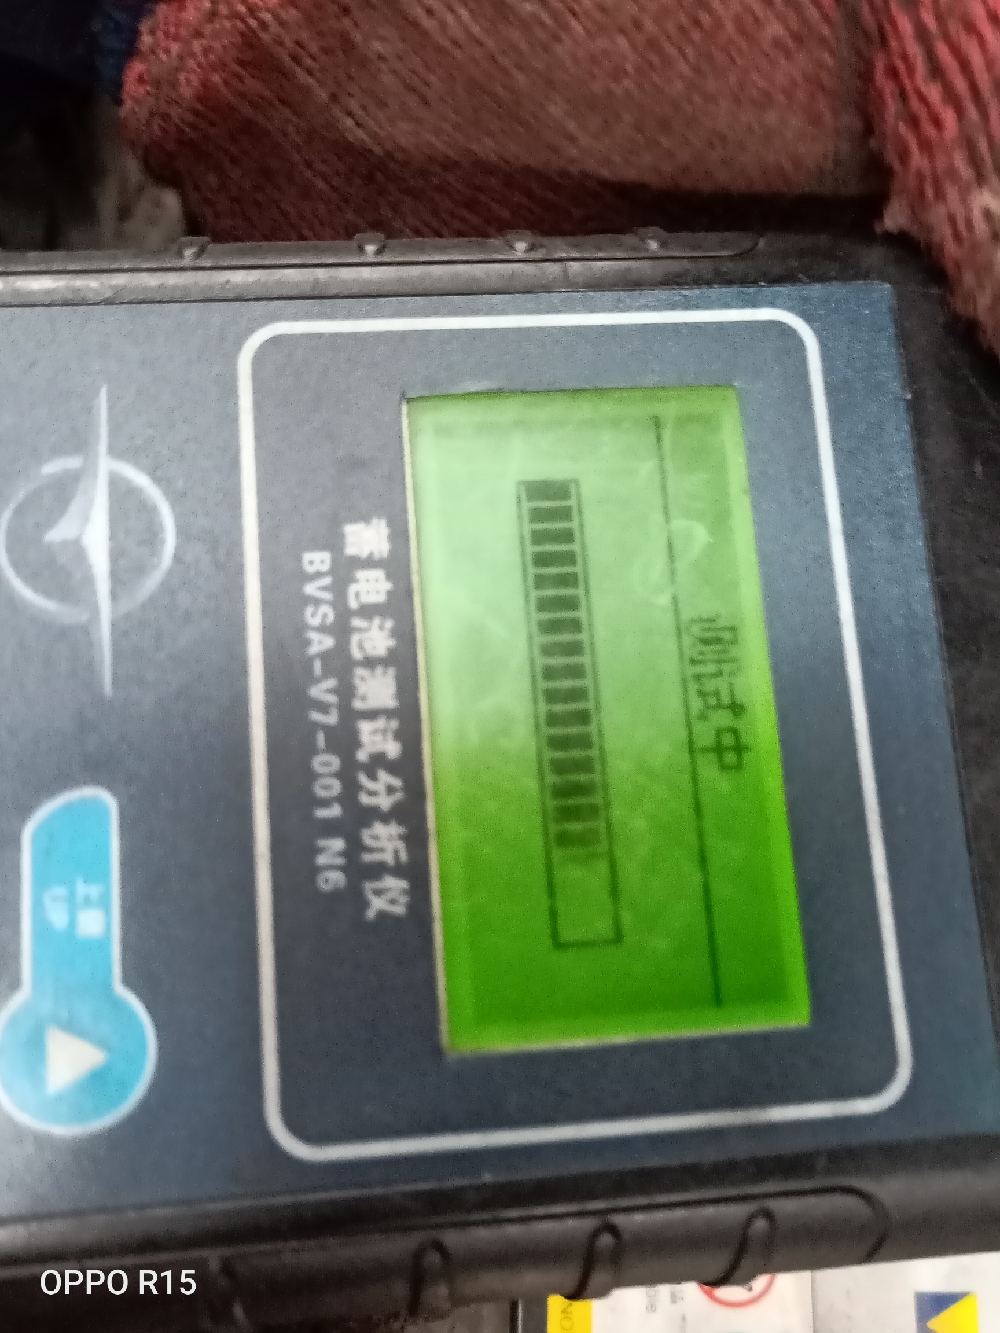 测试中
蓄电池测试分析仪
BVSA-V7-001 N6
上翻
UP
OPPO R15